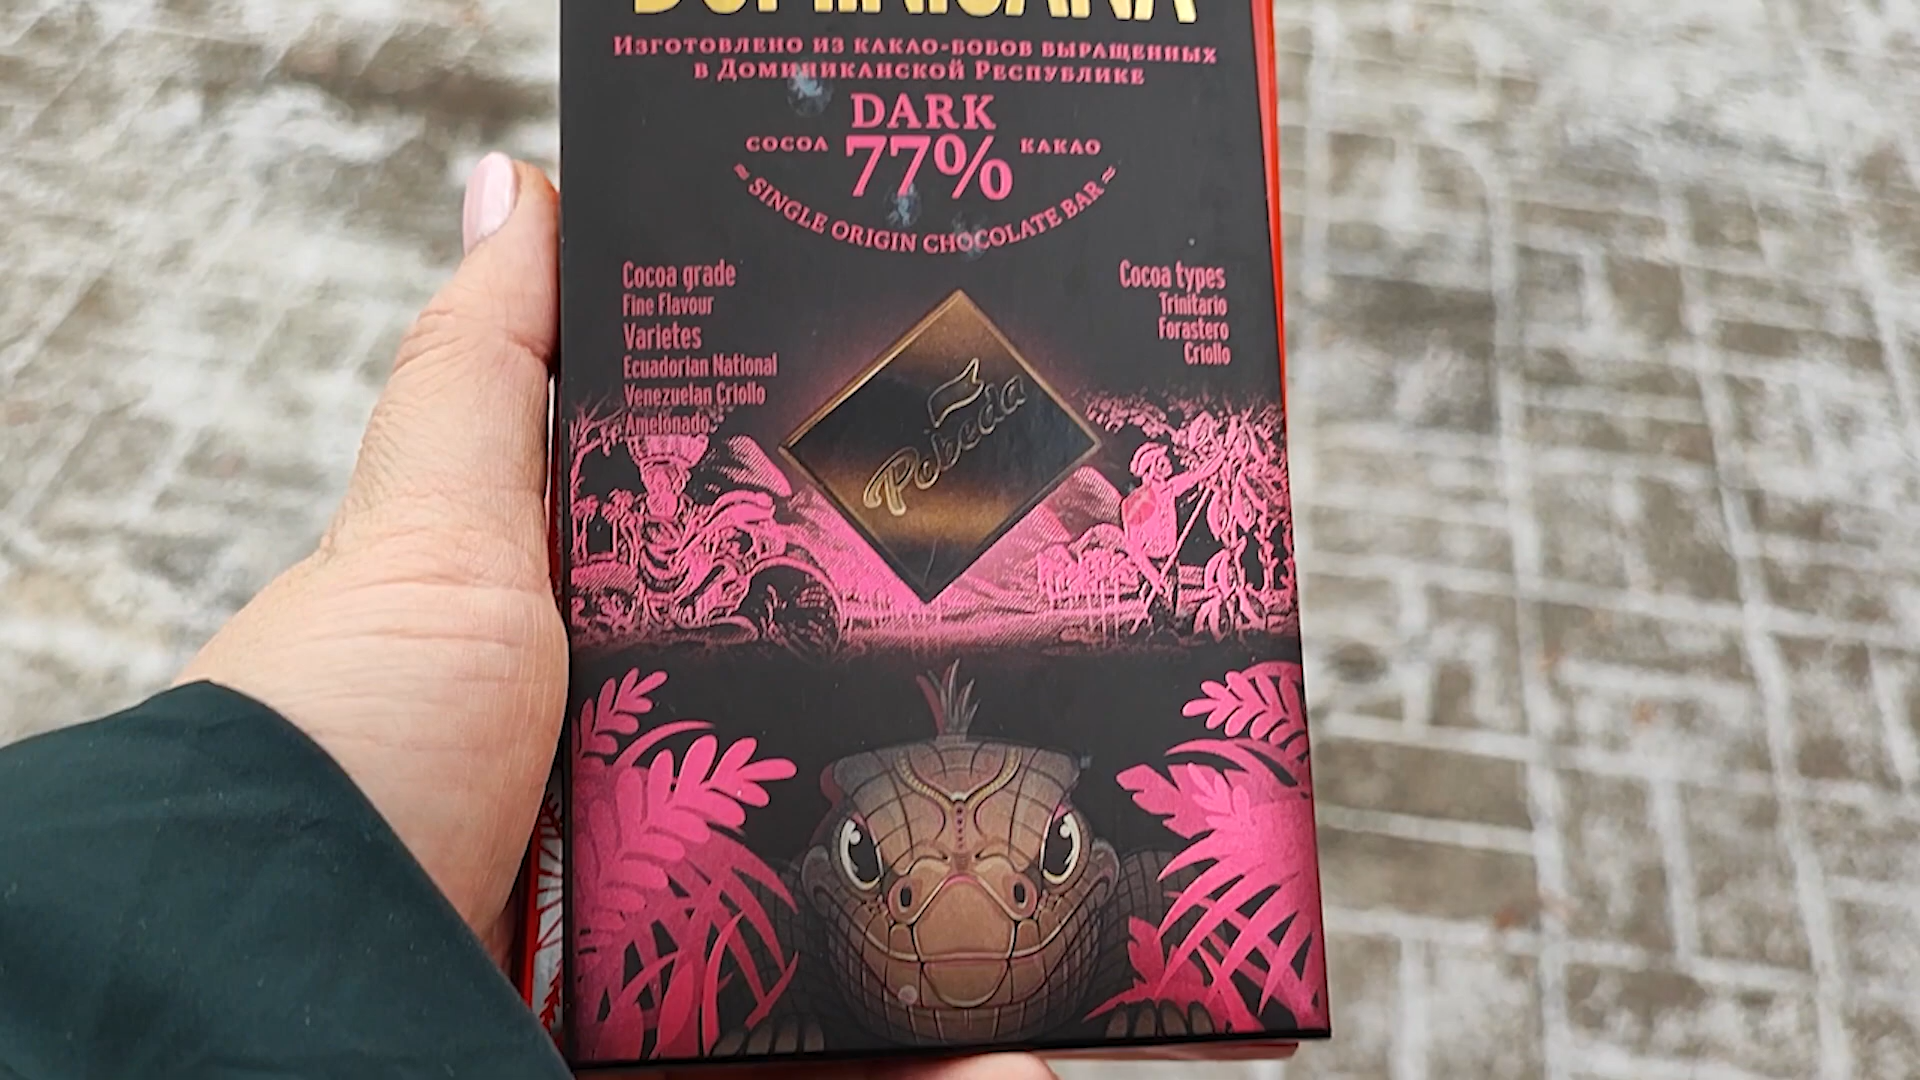 DOMINICANA
Изготовлено из какао-бобов выращенных
в Доминиканской Республике
DARK
COCOA 77% КАКАО
≈ SINGLE ORIGIN CHOCOLATE BAR ≈
Cocoa grade
Fine Flavour
Varietes
Ecuadorian National
Venezuelan Criollo
Amelonado
Cocoa types
Trinitario
Forastero
Criollo
Pobeda